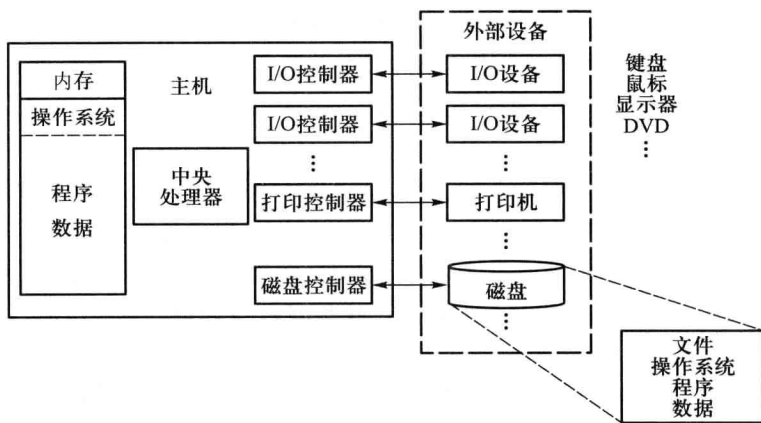 外部设备
内存
主机
操作系统
程序
数据
中央
处理器
I/O控制器
I/O控制器
⋮
打印控制器
磁盘控制器
I/O设备
I/O设备
⋮
打印机
⋮
磁盘
⋮
键盘
鼠标
显示器
DVD
⋮
文件
操作系统
程序
数据